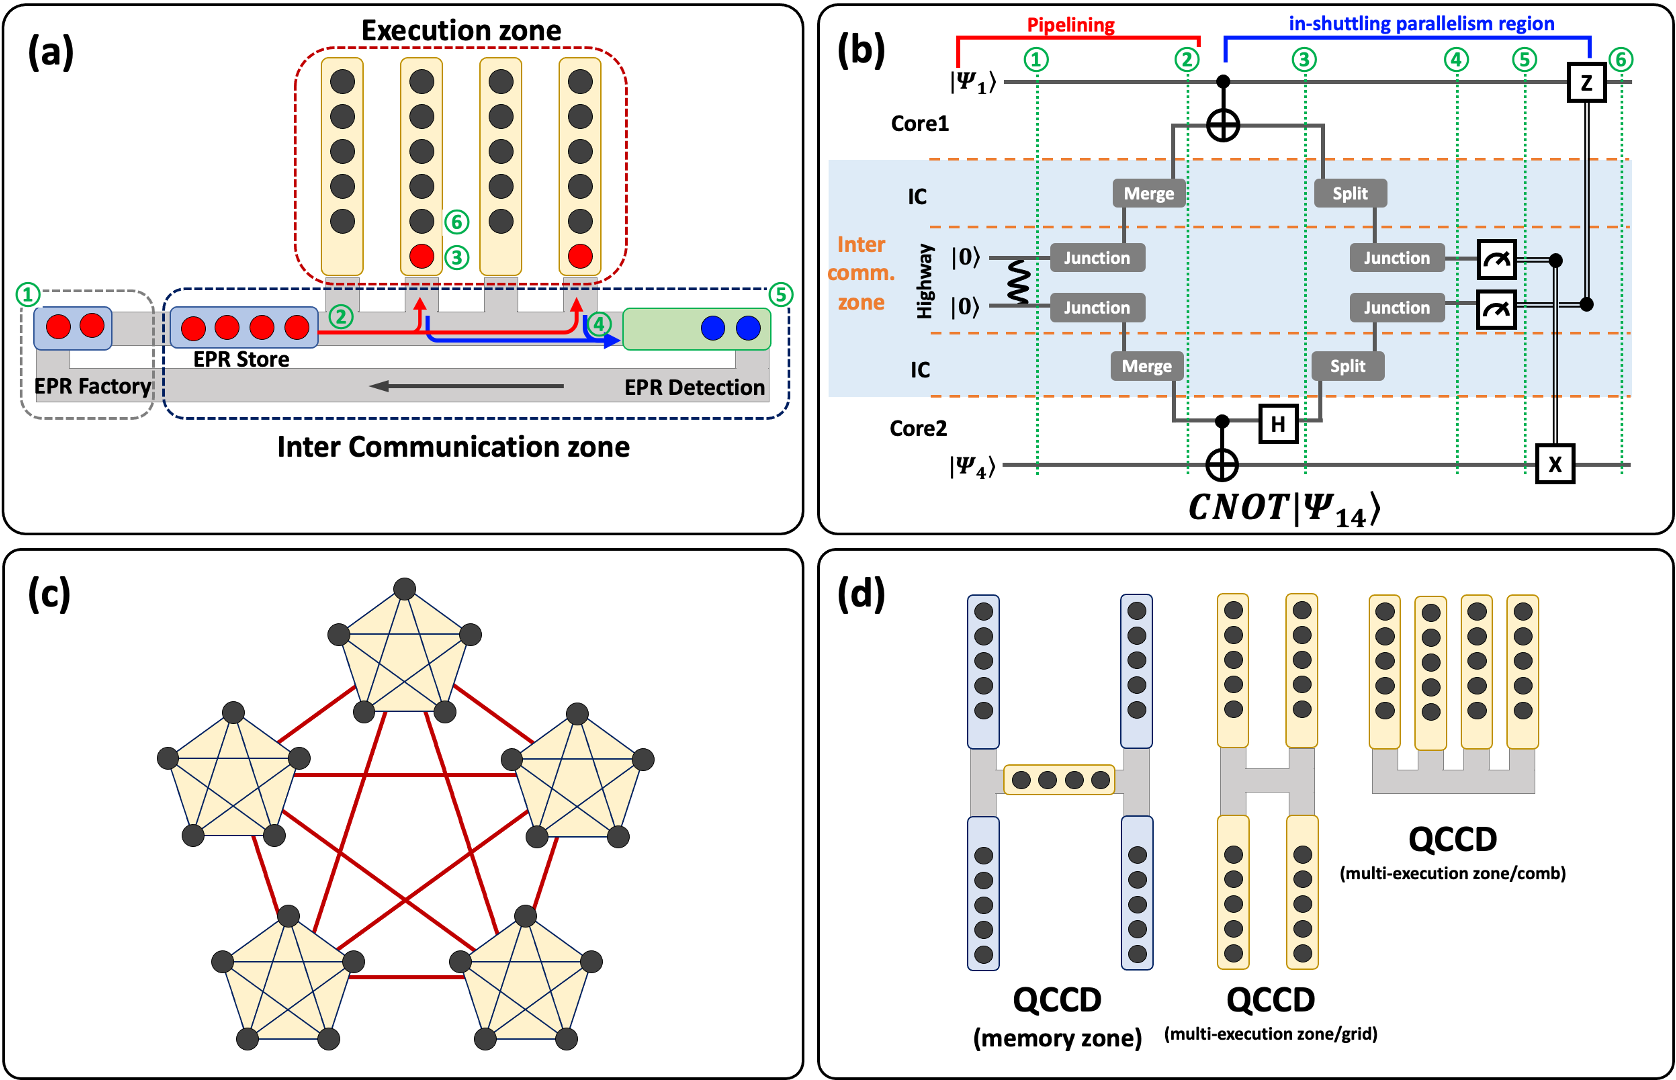 (a)
Execution zone
⑥
③
①
②
④
⑤
EPR Store
EPR Factory
EPR Detection
Inter Communication zone
(b)
Pipelining
in-shuttling parallelism region
① ② ③ ④ ⑤ ⑥
|Ψ₁⟩
Z
Core1
IC
Merge
Split
Inter
comm.
zone
Highway
|0⟩
Junction
Junction
|0⟩
Junction
Junction
IC
Merge
Split
Core2
H
|Ψ₄⟩
X
CNOT|Ψ₁₄⟩
(c)
(d)
QCCD
(memory zone)
QCCD
(multi-execution zone/grid)
QCCD
(multi-execution zone/comb)